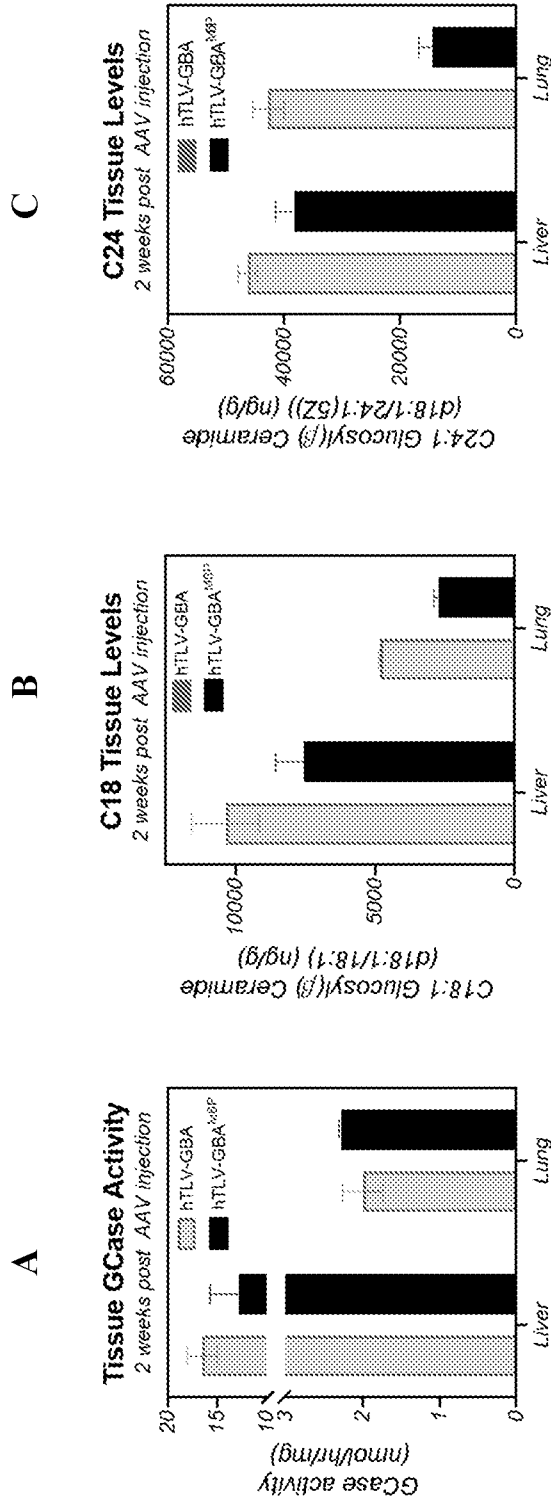 A
Tissue GCase Activity
2 weeks post AAV injection
hTLV-GBA
hTLV-GBA^M6P
GCase activity
(nmol/hr/mg)
20
15
10
3
2
1
0
Liver
Lung
B
C18 Tissue Levels
2 weeks post AAV injection
hTLV-GBA
hTLV-GBA^M6P
C18:1 Glucosyl(β) Ceramide
(d18:1/18:1) (ng/g)
10000
5000
0
Liver
Lung
C
C24 Tissue Levels
2 weeks post AAV injection
hTLV-GBA
hTLV-GBA^M6P
C24:1 Glucosyl(β) Ceramide
(d18:1/24:1(5Z)) (ng/g)
60000
40000
20000
0
Liver
Lung